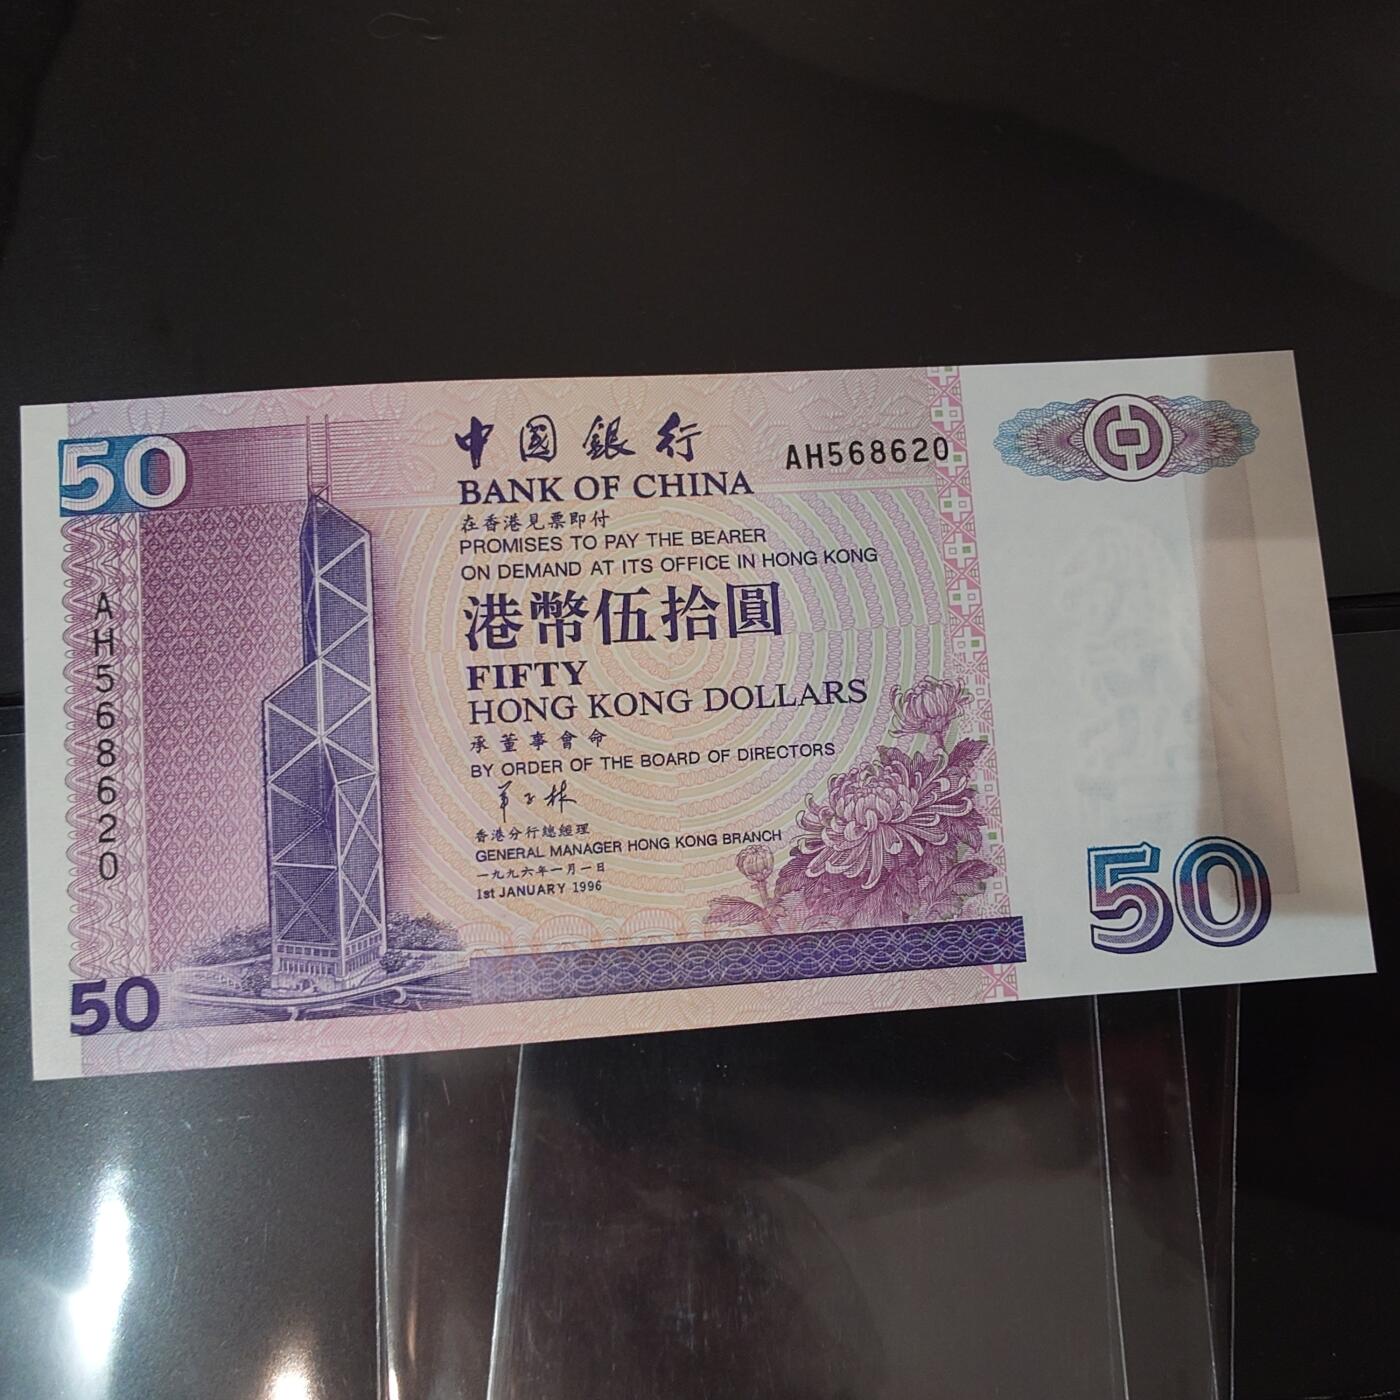 50
中國銀行
AH568620
BANK OF CHINA
在香港見票即付
PROMISES TO PAY THE BEARER
ON DEMAND AT ITS OFFICE IN HONG KONG
港幣伍拾圓
FIFTY
HONG KONG DOLLARS
承董事會命
BY ORDER OF THE BOARD OF DIRECTORS
香港分行總經理
GENERAL MANAGER HONG KONG BRANCH
一九九六年一月一日
1st JANUARY 1996
AH568620
50
50